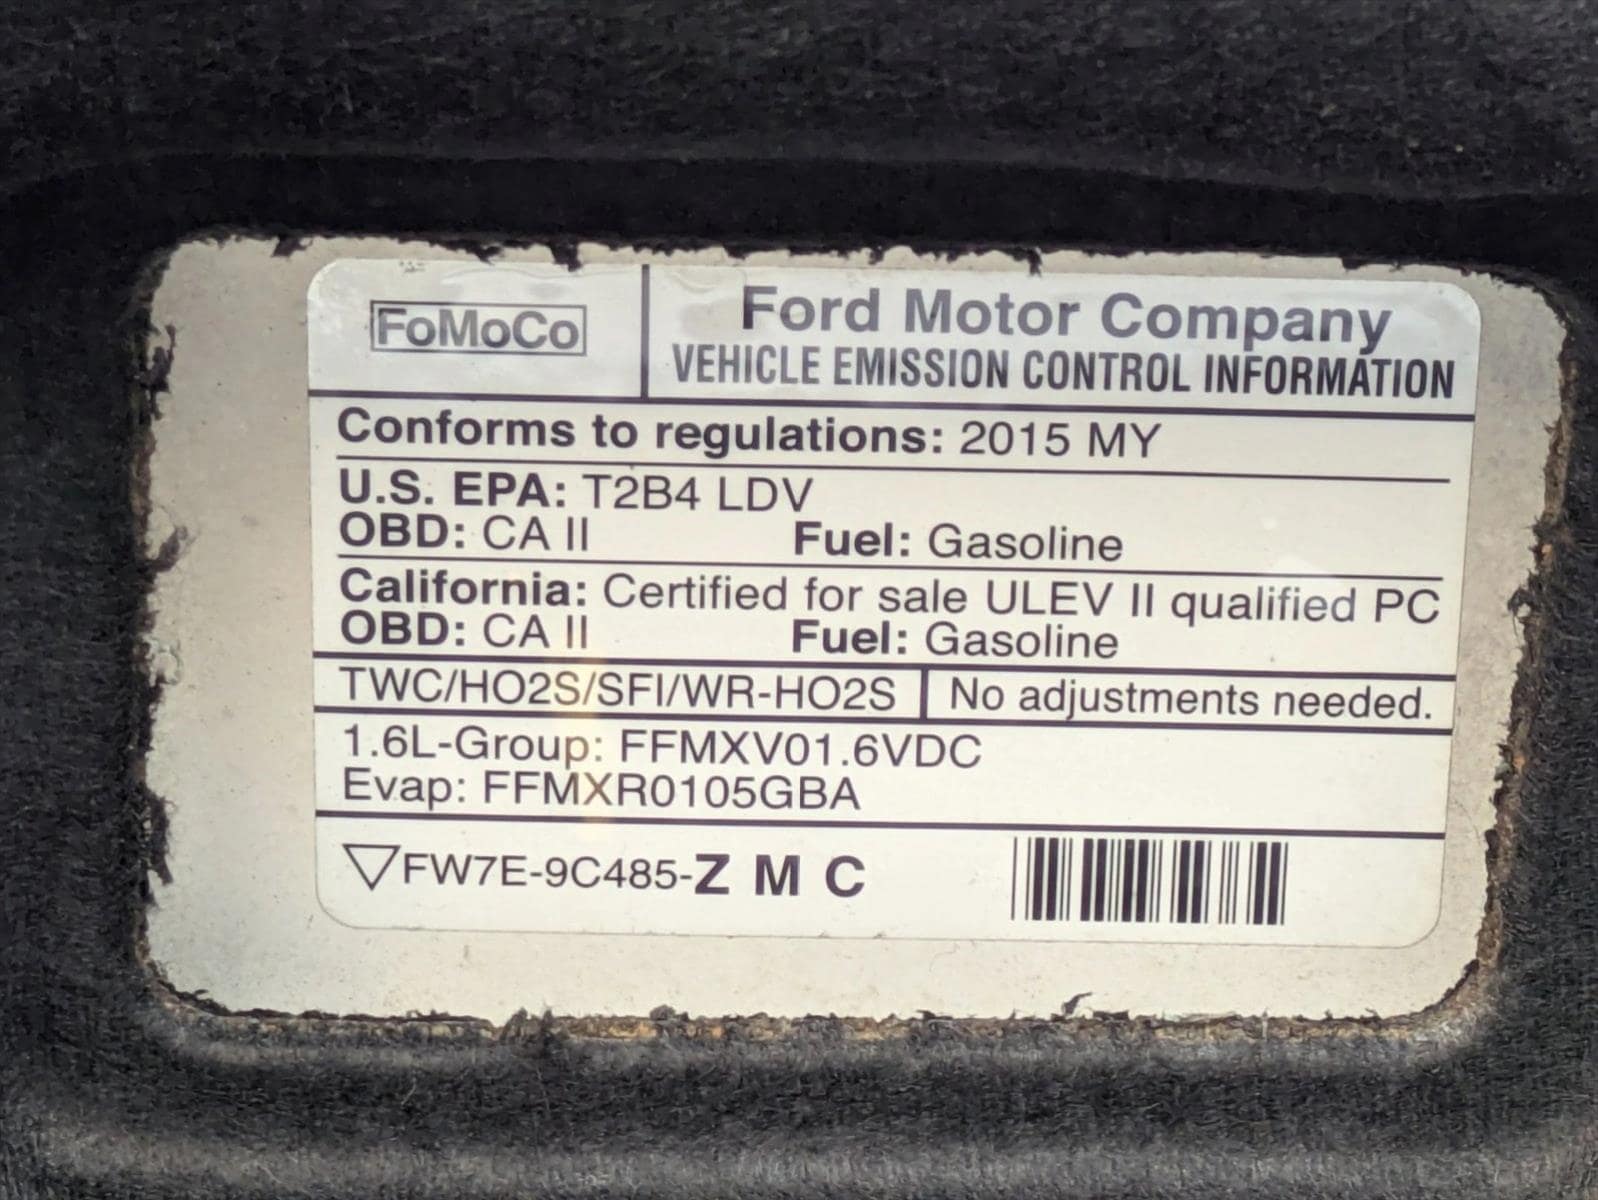 FoMoCo
Ford Motor Company
VEHICLE EMISSION CONTROL INFORMATION
Conforms to regulations: 2015 MY
U.S. EPA: T2B4 LDV
OBD: CA II Fuel: Gasoline
California: Certified for sale ULEV II qualified PC
OBD: CA II Fuel: Gasoline
TWC/HO2S/SFI/WR-HO2S No adjustments needed.
1.6L-Group: FFMXV01.6VDC
Evap: FFMXR0105GBA
▽FW7E-9C485-Z M C